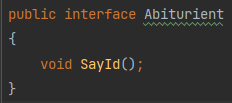 public interface Abiturient
{
    void SayId();
}